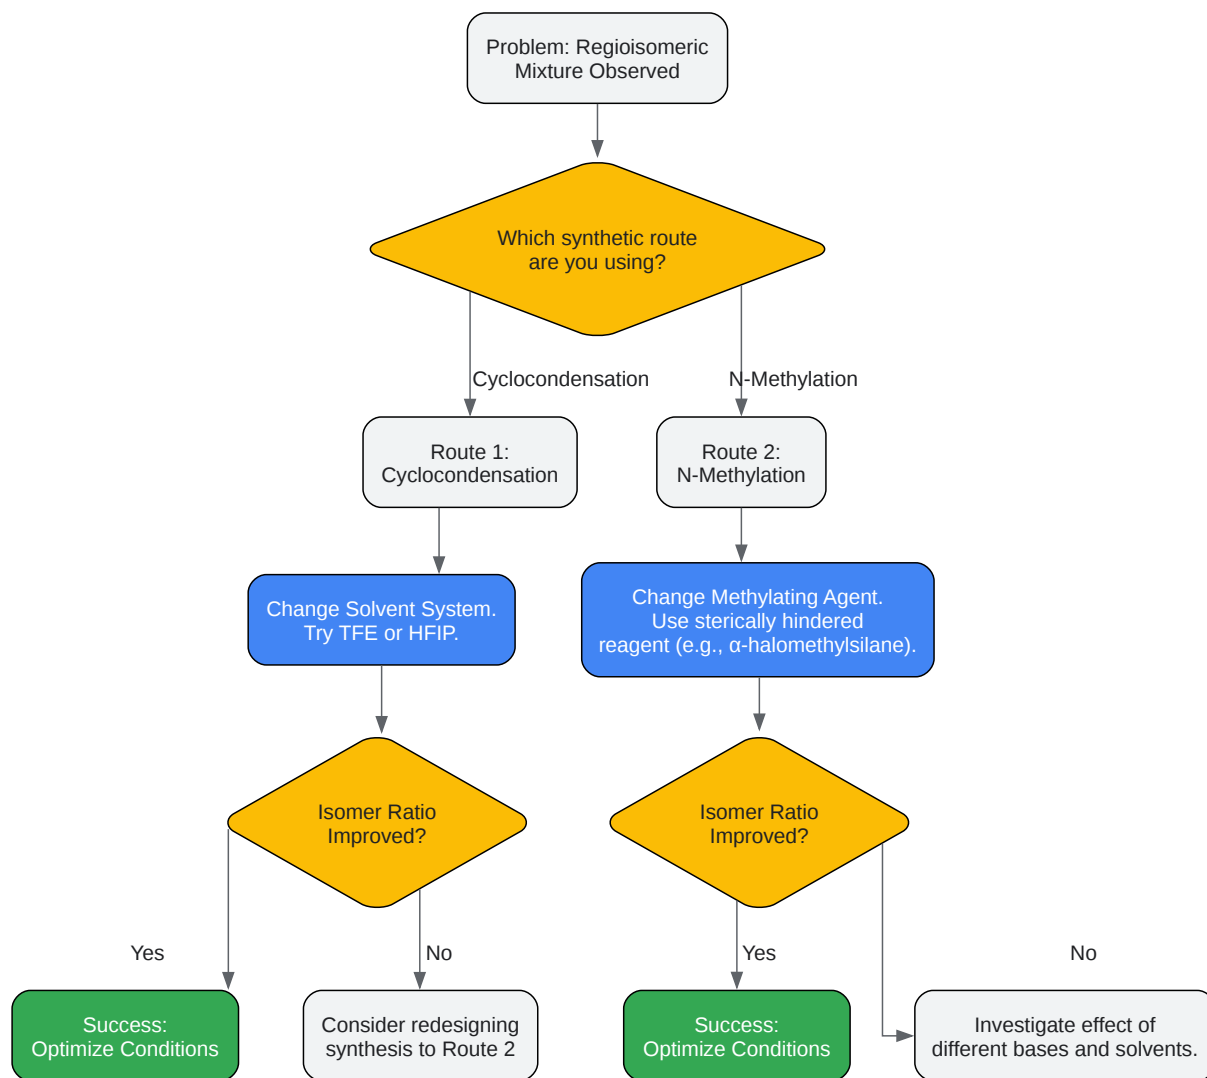 Problem: Regioisomeric
Mixture Observed
Which synthetic route
are you using?
Cyclocondensation
N-Methylation
Route 1:
Cyclocondensation
Route 2:
N-Methylation
Change Solvent System.
Try TFE or HFIP.
Change Methylating Agent.
Use sterically hindered
reagent (e.g., α-halomethylsilane).
Isomer Ratio
Improved?
Isomer Ratio
Improved?
Yes
No
Yes
No
Success:
Optimize Conditions
Consider redesigning
synthesis to Route 2
Success:
Optimize Conditions
Investigate effect of
different bases and solvents.